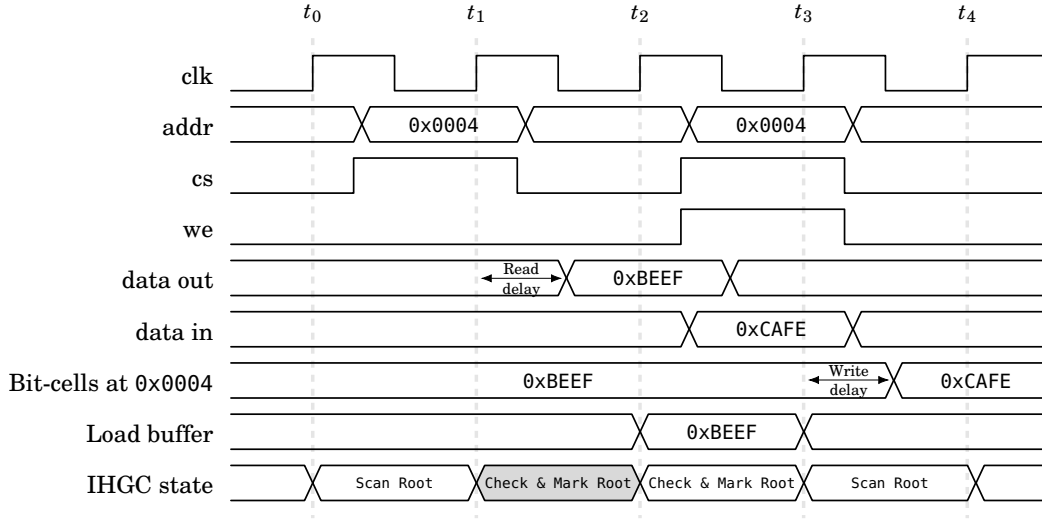 t0 t1 t2 t3 t4
clk
addr 0x0004 0x0004
cs
we
data out Read delay 0xBEEF
data in 0xCAFE
Bit-cells at 0x0004 0xBEEF Write delay 0xCAFE
Load buffer 0xBEEF
IHGC state Scan Root Check & Mark Root Check & Mark Root Scan Root